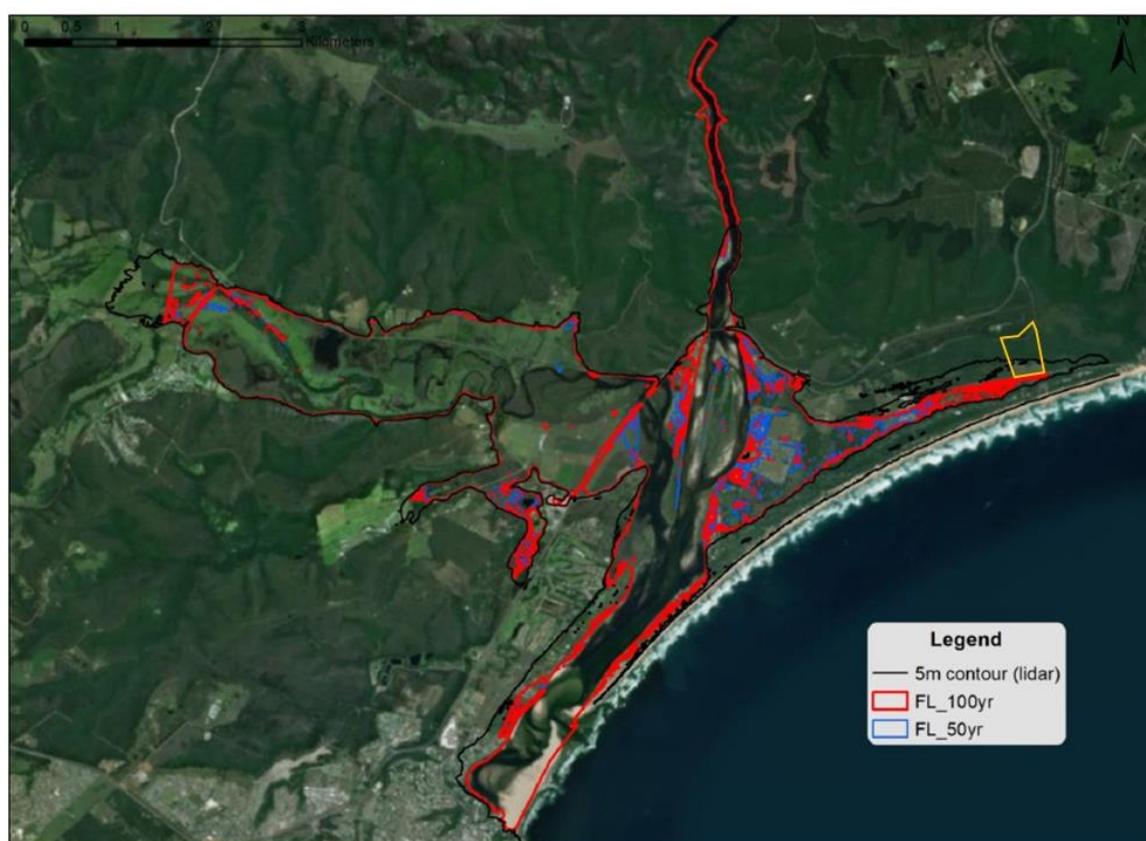 0 0.5 1 2 3
Kilometers
N
Legend
5m contour (lidar)
FL_100yr
FL_50yr